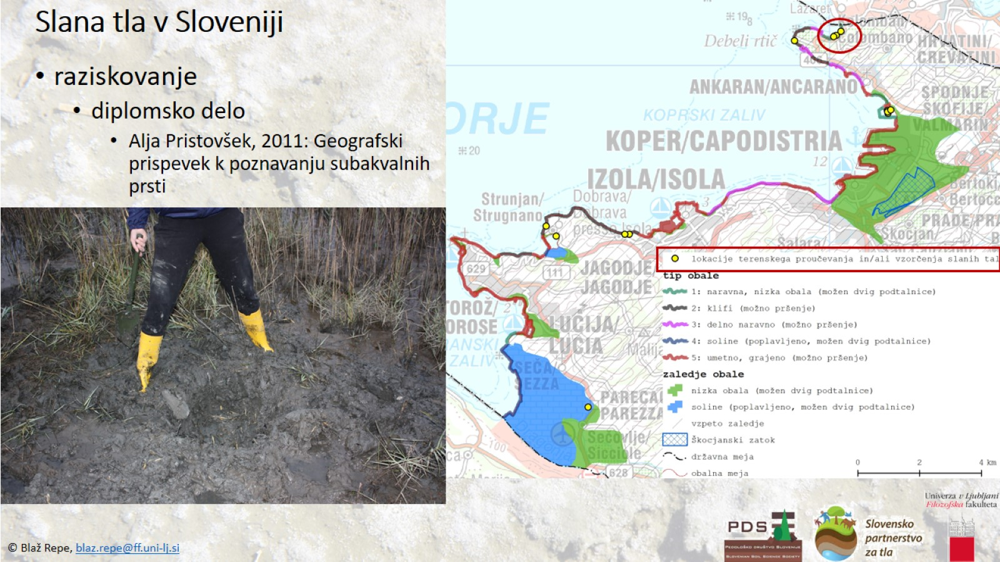 Slana tla v Sloveniji
• raziskovanje
• diplomsko delo
• Alja Pristovšek, 2011: Geografski
prispevek k poznavanju subakvalnih
prsti
© Blaž Repe, blaz.repe@ff.uni-lj.si
Lazaret
Kolomban
Colombano
Debeli rtič
HRVATINI/
CREVATINI
ANKARAN/ANCARANO
SPODNJE
ŠKOFIJE/
VALMARIN
ORJE
KOPRSKI ZALIV
KOPER/CAPODISTRIA
20
12
IZOLA/ISOLA
Bertoki/
Bertocc
Strunjan/
Strugnano
Dobrava/
Dobrava
presso Isola
3
PRADE/PRA
Škocjan/
629
111
JAGODJE/
JAGODJE
TOROŽ/
OROSE
2
LUCIJA/
LUCIA
Malija
ZALIV
SEČA/
SEZZA
PARECA
PAREZZA
Sečovlje/
Sicciole
100
628
lokacije terenskega proučevanja in/ali vzorčenja slanih tal
tip obale
1: naravna, nizka obala (možen dvig podtalnice)
2: klifi (možno pršenje)
3: delno naravno (možno pršenje)
4: soline (poplavljeno, možen dvig podtalnice)
5: umetno, grajeno (možno pršenje)
zaledje obale
nizka obala (možen dvig podtalnice)
soline (poplavljeno, možen dvig podtalnice)
vzpeto zaledje
Škocjanski zatok
državna meja
obalna meja
0 2 4 km
Univerza v Ljubljani
Filozofska fakulteta
PDS
PEDOLOŠKO DRUŠTVO SLOVENIJE
SLOVENIAN SOIL SCIENCE SOCIETY
Slovensko
partnerstvo
za tla